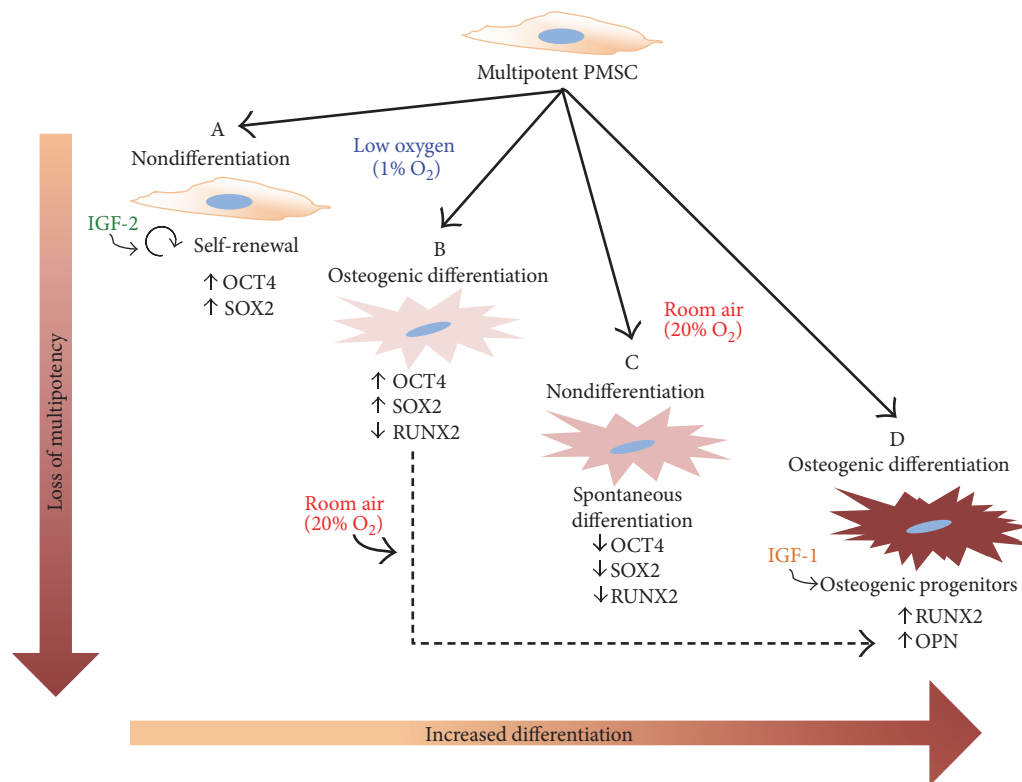 Multipotent PMSC
A
Nondifferentiation
IGF-2
Self-renewal
↑ OCT4
↑ SOX2
Low oxygen
(1% O₂)
B
Osteogenic differentiation
↑ OCT4
↑ SOX2
↓ RUNX2
Room air
(20% O₂)
Room air
(20% O₂)
C
Nondifferentiation
Spontaneous
differentiation
↓ OCT4
↓ SOX2
↓ RUNX2
D
Osteogenic differentiation
IGF-1
Osteogenic progenitors
↑ RUNX2
↑ OPN
Loss of multipotency
Increased differentiation